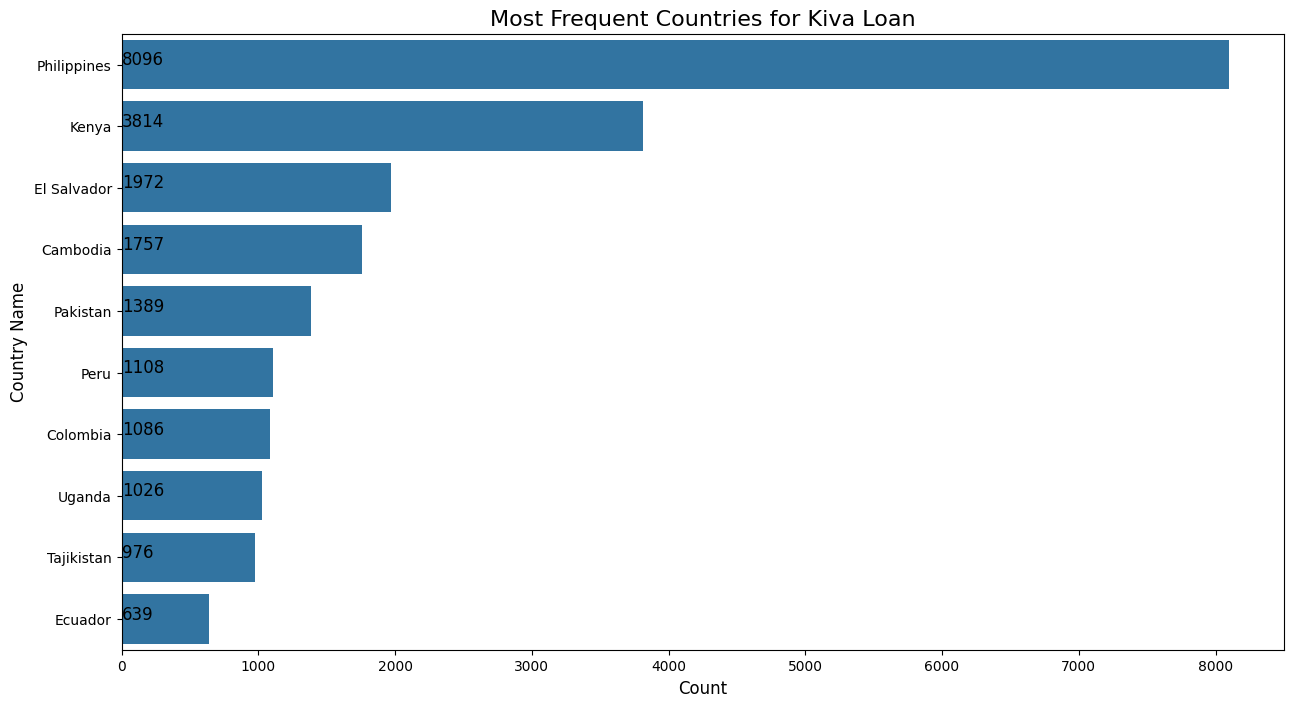 Most Frequent Countries for Kiva Loan
Country Name
Philippines 8096
Kenya 3814
El Salvador 1972
Cambodia 1757
Pakistan 1389
Peru 1108
Colombia 1086
Uganda 1026
Tajikistan 976
Ecuador 639
0 1000 2000 3000 4000 5000 6000 7000 8000
Count